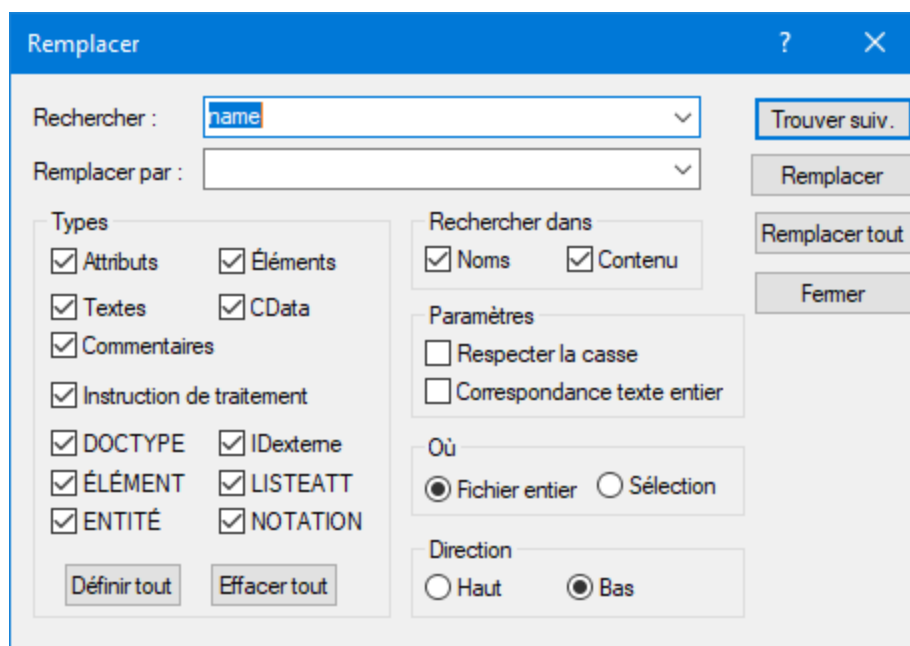 Remplacer ?
Rechercher : name Trouver suiv.
Remplacer par : Remplacer
Types Rechercher dans Remplacer tout
Attributs Éléments Noms Contenu
Textes CData Paramètres Fermer
Commentaires Respecter la casse
Instruction de traitement Correspondance texte entier
DOCTYPE IDexterne Où
ÉLÉMENT LISTEATT Fichier entier Sélection
ENTITÉ NOTATION
Direction
Définir tout Effacer tout Haut Bas